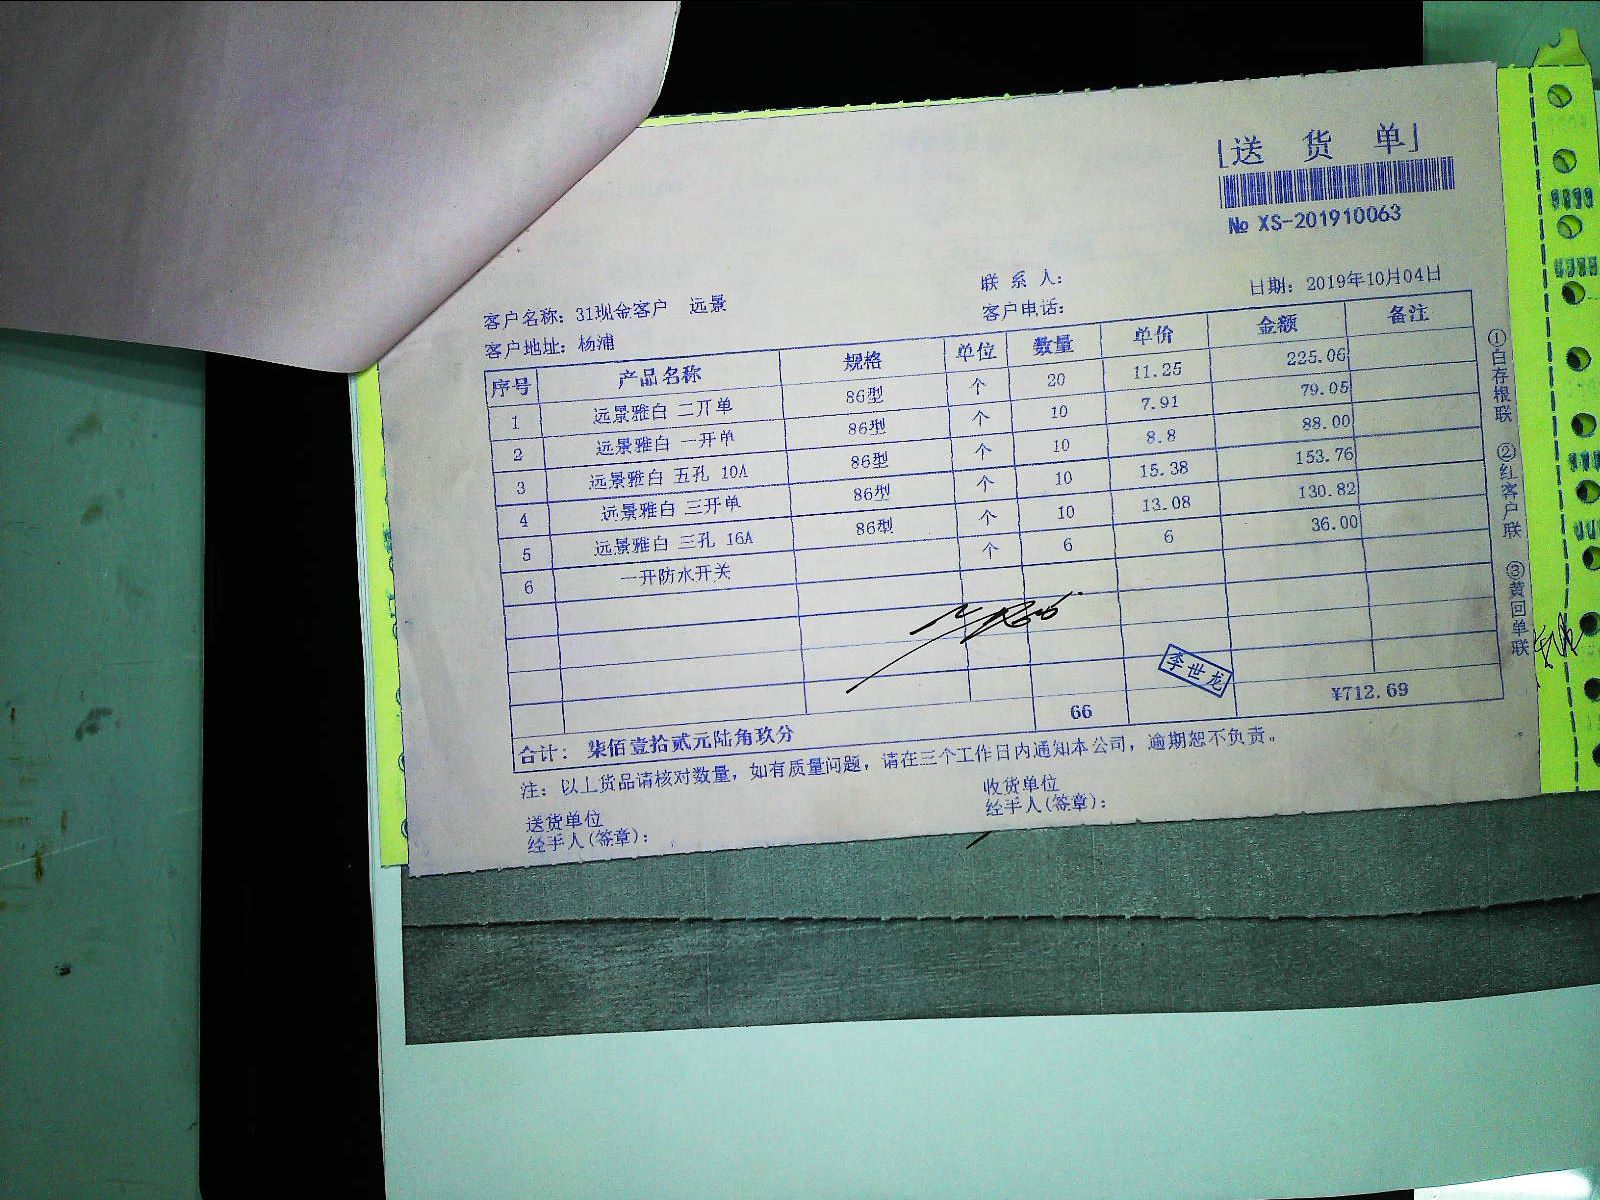 [送 货 单]
№ XS-201910063
联 系 人：
客户名称：31现金客户 远景 客户电话： 日期：2019年10月04日
客户地址：杨浦
序号 产品名称 规格 单位 数量 单价 金额 备注
1 远景雅白 二开单 86型 个 20 11.25 225.06
2 远景雅白 一开单 86型 个 10 7.91 79.05
3 远景雅白 五孔 10A 86型 个 10 8.8 88.00
4 远景雅白 三开单 86型 个 10 15.38 153.76
5 远景雅白 三孔 16A 86型 个 10 13.08 130.82
6 一开防水开关 个 6 6 36.00
李世龙
合计： 柒佰壹拾贰元陆角玖分 66 ¥712.69
注：以上货品请核对数量，如有质量问题，请在三个工作日内通知本公司，逾期恕不负责。
送货单位 收货单位
经手人(签章)： 经手人(签章)：
①白存根联 ②红客户联 ③黄回单联